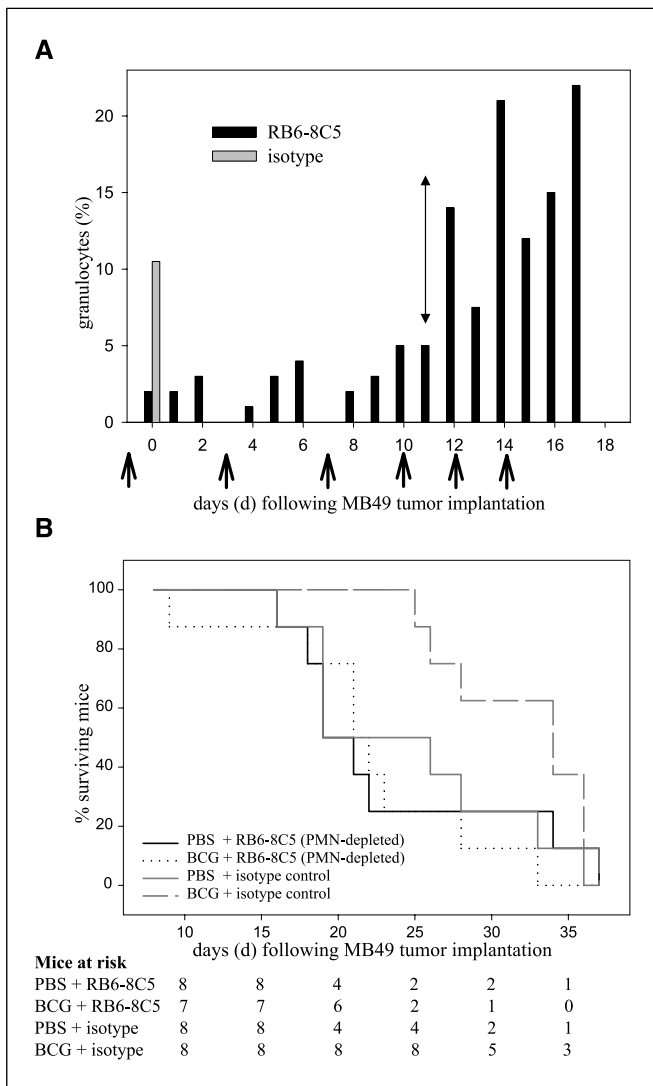 A
20
15
10
5
0
granulocytes (%)
RB6-8C5
isotype
0 2 4 6 8 10 12 14 16 18
days (d) following MB49 tumor implantation
B
100
80
60
40
20
0
% surviving mice
PBS + RB6-8C5 (PMN-depleted)
BCG + RB6-8C5 (PMN-depleted)
PBS + isotype control
BCG + isotype control
10 15 20 25 30 35
days (d) following MB49 tumor implantation
Mice at risk
PBS + RB6-8C5 8 8 4 2 2 1
BCG + RB6-8C5 7 7 6 2 1 0
PBS + isotype 8 8 4 4 2 1
BCG + isotype 8 8 8 8 5 3